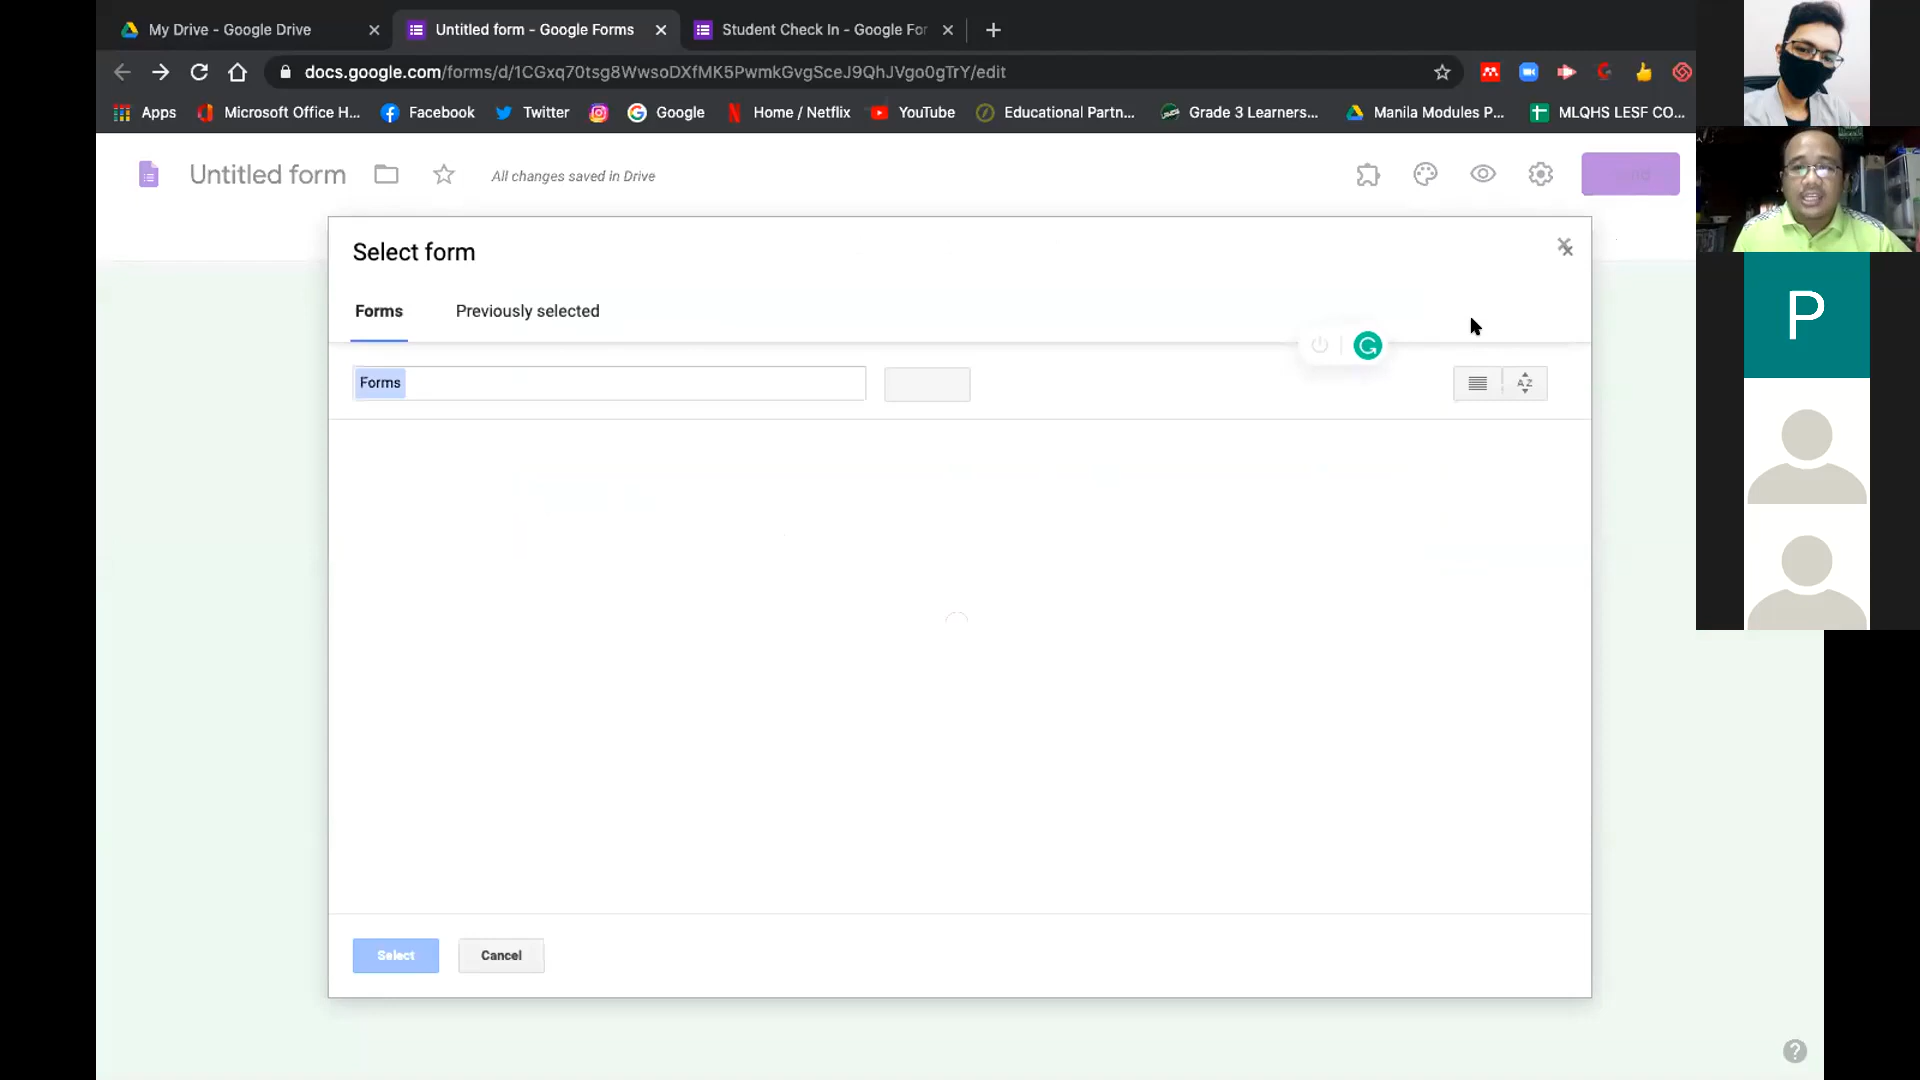 My Drive - Google Drive
Untitled form - Google Forms
Student Check In - Google For
docs.google.com/forms/d/1CGxq70tsg8WwsoDXfMK5PwmkGvgSceJ9QhJVgo0gTrY/edit
Apps
Microsoft Office H...
Facebook
Twitter
Google
Home / Netflix
YouTube
Educational Partn...
Grade 3 Learners...
Manila Modules P...
MLQHS LESF CO...
Untitled form
All changes saved in Drive
Select form
Forms
Previously selected
Forms
AZ
Select
Cancel
P